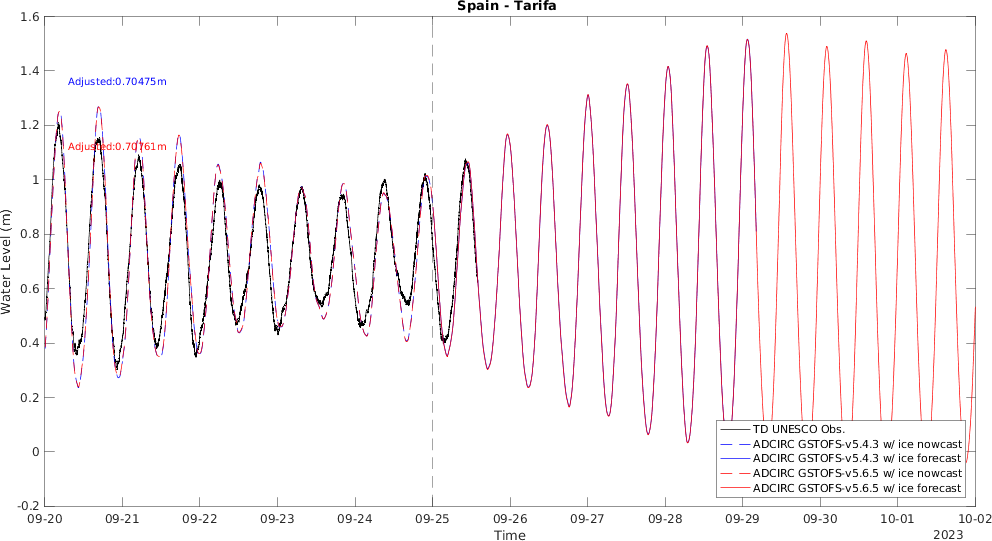 Spain - Tarifa
1.6
1.4
1.2
1
0.8
0.6
0.4
0.2
0
-0.2
Water Level (m)
Adjusted:0.70475m
Adjusted:0.70761m
TD UNESCO Obs.
ADCIRC GSTOFS-v5.4.3 w/ ice nowcast
ADCIRC GSTOFS-v5.4.3 w/ ice forecast
ADCIRC GSTOFS-v5.6.5 w/ ice nowcast
ADCIRC GSTOFS-v5.6.5 w/ ice forecast
09-20 09-21 09-22 09-23 09-24 09-25 09-26 09-27 09-28 09-29 09-30 10-01 10-02
Time
2023